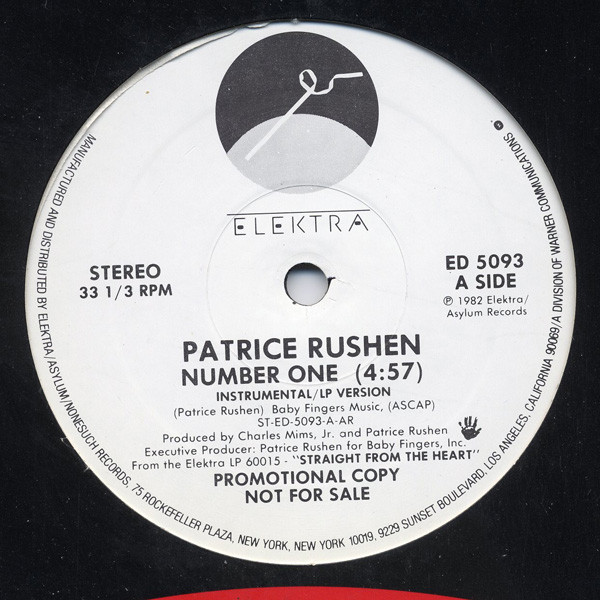 ELEKTRA
STEREO
33 1/3 RPM
ED 5093
A SIDE
℗ 1982 Elektra/
Asylum Records
PATRICE RUSHEN
NUMBER ONE (4:57)
INSTRUMENTAL/LP VERSION
(Patrice Rushen) Baby Fingers Music, (ASCAP)
ST-ED-5093-A-AR
Produced by Charles Mims, Jr. and Patrice Rushen
Executive Producer: Patrice Rushen for Baby Fingers, Inc.
From the Elektra LP 60015 - "STRAIGHT FROM THE HEART"
PROMOTIONAL COPY
NOT FOR SALE
MANUFACTURED AND DISTRIBUTED BY ELEKTRA/ASYLUM/NONESUCH RECORDS, 75 ROCKEFELLER PLAZA, NEW YORK, NEW YORK 10019, 9229 SUNSET BOULEVARD, LOS ANGELES, CALIFORNIA 90069/A DIVISION OF WARNER COMMUNICATIONS